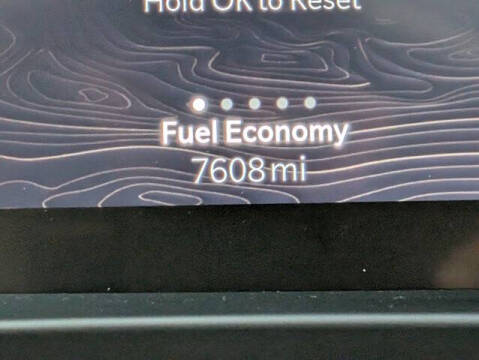 Hold OK to Reset
Fuel Economy
7608 mi